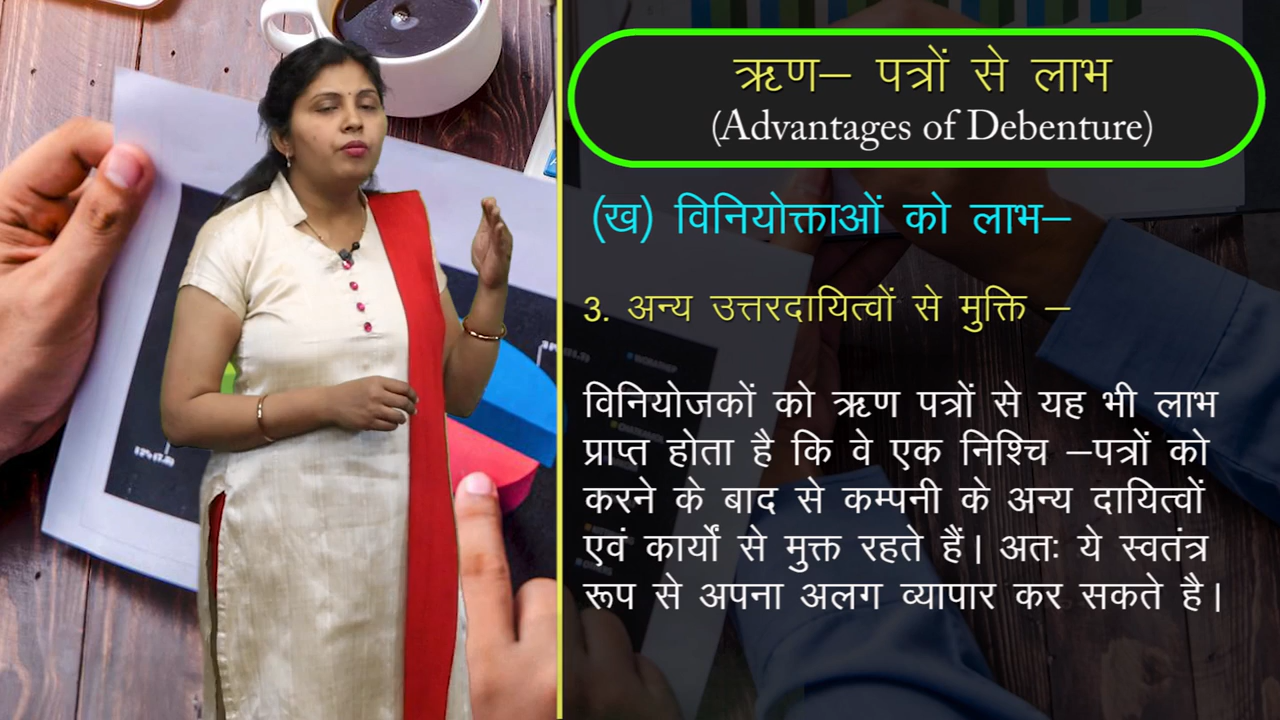 ऋण– पत्रों से लाभ
(Advantages of Debenture)
(ख) विनियोक्ताओं को लाभ–
3. अन्य उत्तरदायित्वों से मुक्ति –
विनियोजकों को ऋण पत्रों से यह भी लाभ
प्राप्त होता है कि वे एक निश्चि –पत्रों को
करने के बाद से कम्पनी के अन्य दायित्वों
एवं कार्यों से मुक्त रहते हैं। अतः ये स्वतंत्र
रूप से अपना अलग व्यापार कर सकते है।